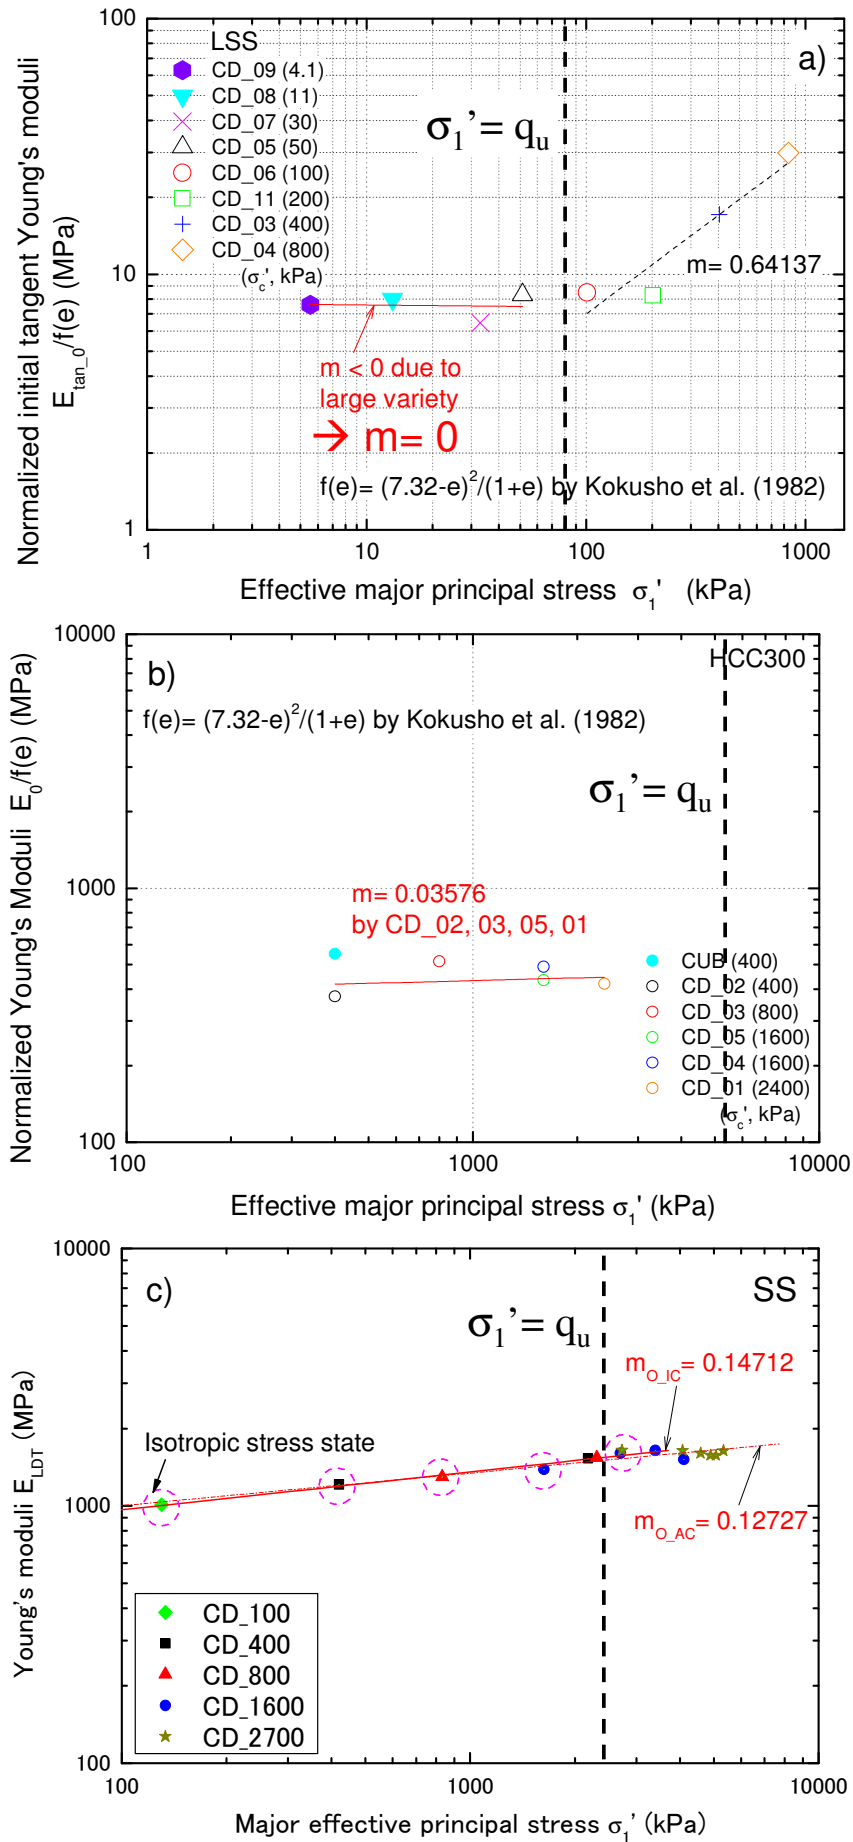 100
LSS
a)
CD_09 (4.1)
CD_08 (11)
CD_07 (30)
CD_05 (50)
CD_06 (100)
CD_11 (200)
CD_03 (400)
CD_04 (800)
(σc', kPa)
σ1'= qu
m= 0.64137
10
m < 0 due to
large variety
→ m= 0
f(e)= (7.32-e)²/(1+e) by Kokusho et al. (1982)
1
1 10 100 1000
Normalized initial tangent Young's moduli
Etan_0/f(e) (MPa)
Effective major principal stress σ1' (kPa)
10000
HCC300
b)
f(e)= (7.32-e)²/(1+e) by Kokusho et al. (1982)
σ1'= qu
1000
m= 0.03576
by CD_02, 03, 05, 01
CUB (400)
CD_02 (400)
CD_03 (800)
CD_05 (1600)
CD_04 (1600)
CD_01 (2400)
(σc', kPa)
100
100 1000 10000
Normalized Young's Moduli E0/f(e) (MPa)
Effective major principal stress σ1' (kPa)
10000
c)
SS
σ1'= qu
mO_IC= 0.14712
Isotropic stress state
1000
mO_AC= 0.12727
CD_100
CD_400
CD_800
CD_1600
CD_2700
100
100 1000 10000
Young's moduli ELDT (MPa)
Major effective principal stress σ1' (kPa)